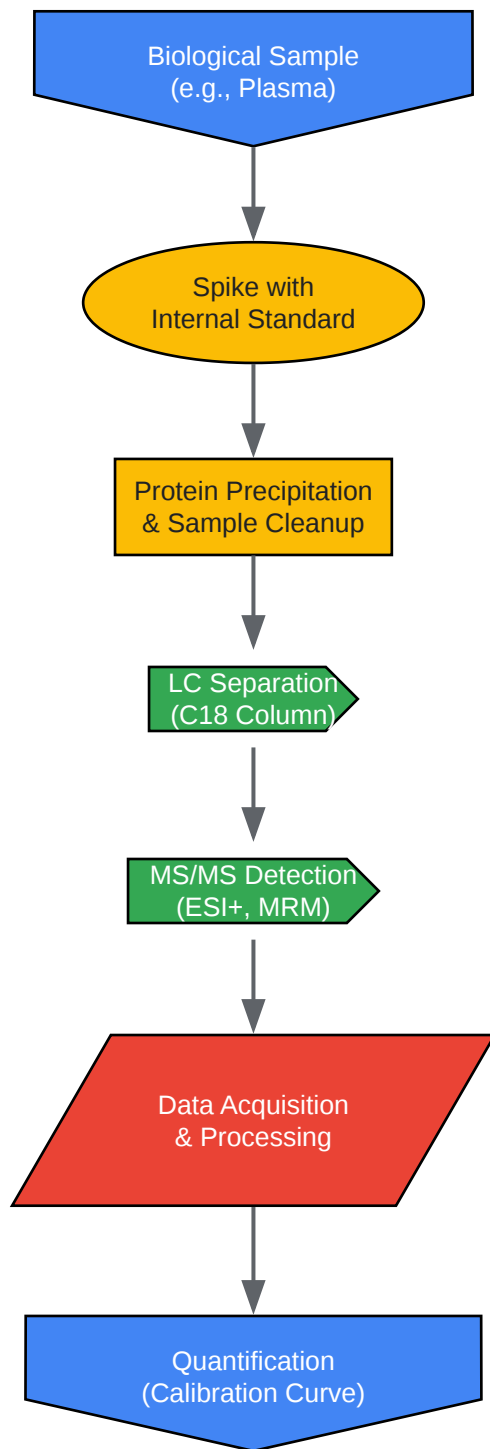 Biological Sample
(e.g., Plasma)
Spike with
Internal Standard
Protein Precipitation
& Sample Cleanup
LC Separation
(C18 Column)
MS/MS Detection
(ESI+, MRM)
Data Acquisition
& Processing
Quantification
(Calibration Curve)